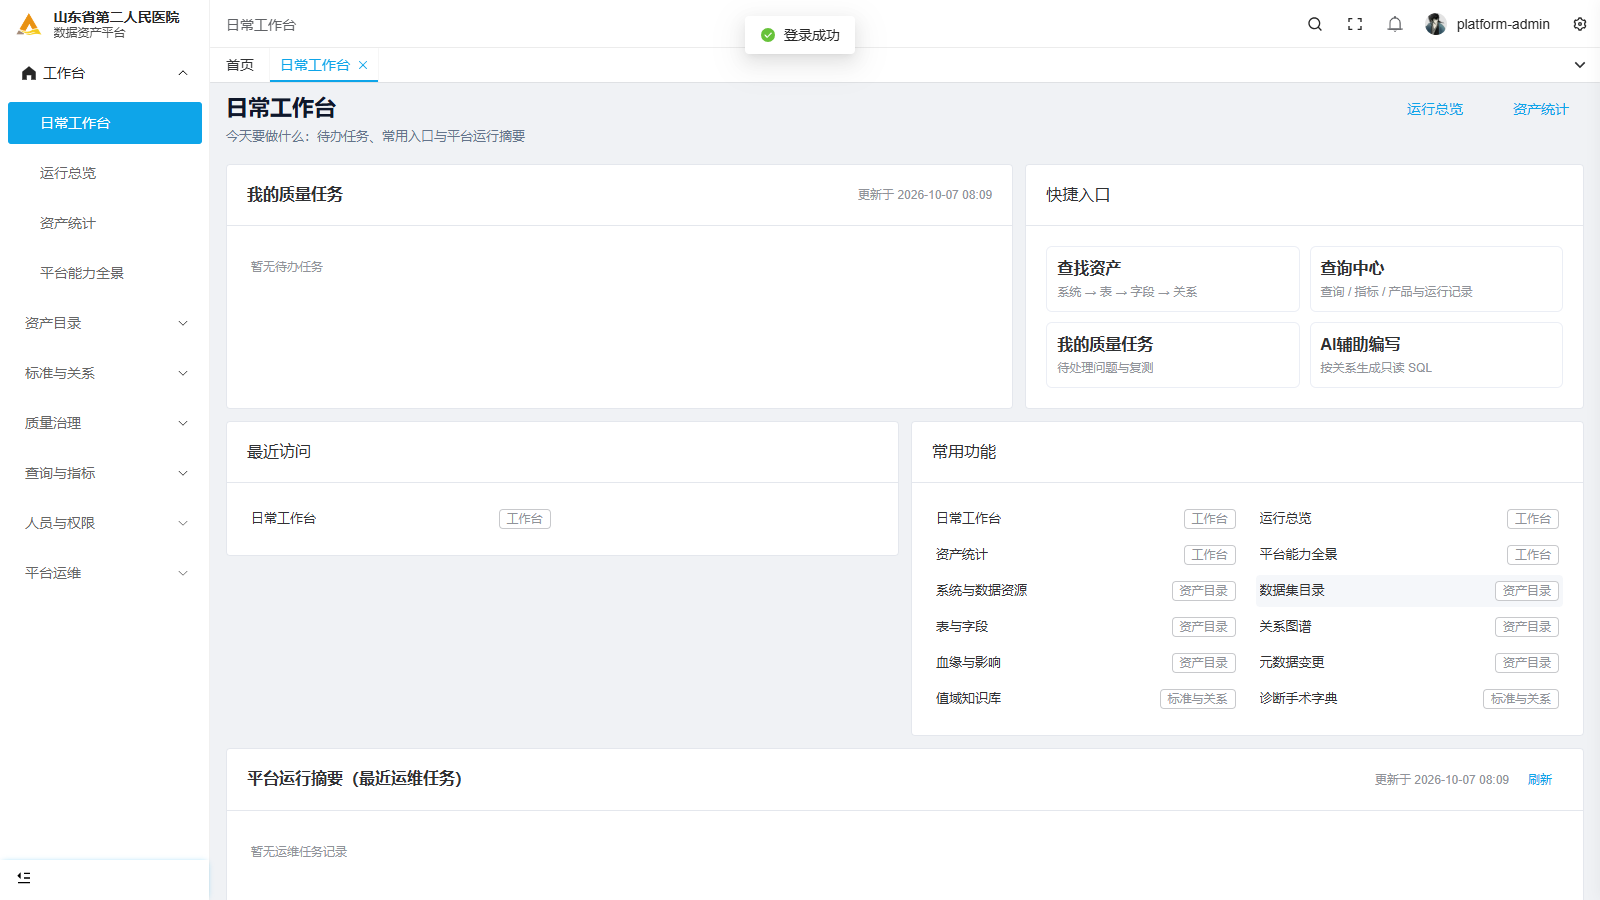 山东省第二人民医院
数据资产平台
日常工作台
登录成功
platform-admin
首页
日常工作台
工作台
日常工作台
运行总览
资产统计
平台能力全景
资产目录
标准与关系
质量治理
查询与指标
人员与权限
平台运维
日常工作台
今天要做什么：待办任务、常用入口与平台运行摘要
运行总览
资产统计
我的质量任务
更新于 2026-10-07 08:09
暂无待办任务
快捷入口
查找资产
系统 → 表 → 字段 → 关系
查询中心
查询 / 指标 / 产品与运行记录
我的质量任务
待处理问题与复测
AI辅助编写
按关系生成只读 SQL
最近访问
日常工作台 工作台
常用功能
日常工作台 工作台 运行总览 工作台
资产统计 工作台 平台能力全景 工作台
系统与数据资源 资产目录 数据集目录 资产目录
表与字段 资产目录 关系图谱 资产目录
血缘与影响 资产目录 元数据变更 资产目录
值域知识库 标准与关系 诊断手术字典 标准与关系
平台运行摘要（最近运维任务）
更新于 2026-10-07 08:09 刷新
暂无运维任务记录